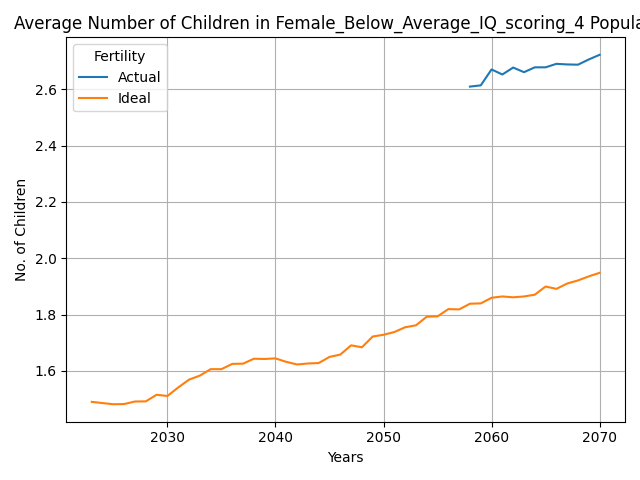 Average Number of Children in Female_Below_Average_IQ_scoring_4 Popula
Fertility
Actual
Ideal
2.6
2.4
2.2
2.0
1.8
1.6
No. of Children
2030 2040 2050 2060 2070
Years